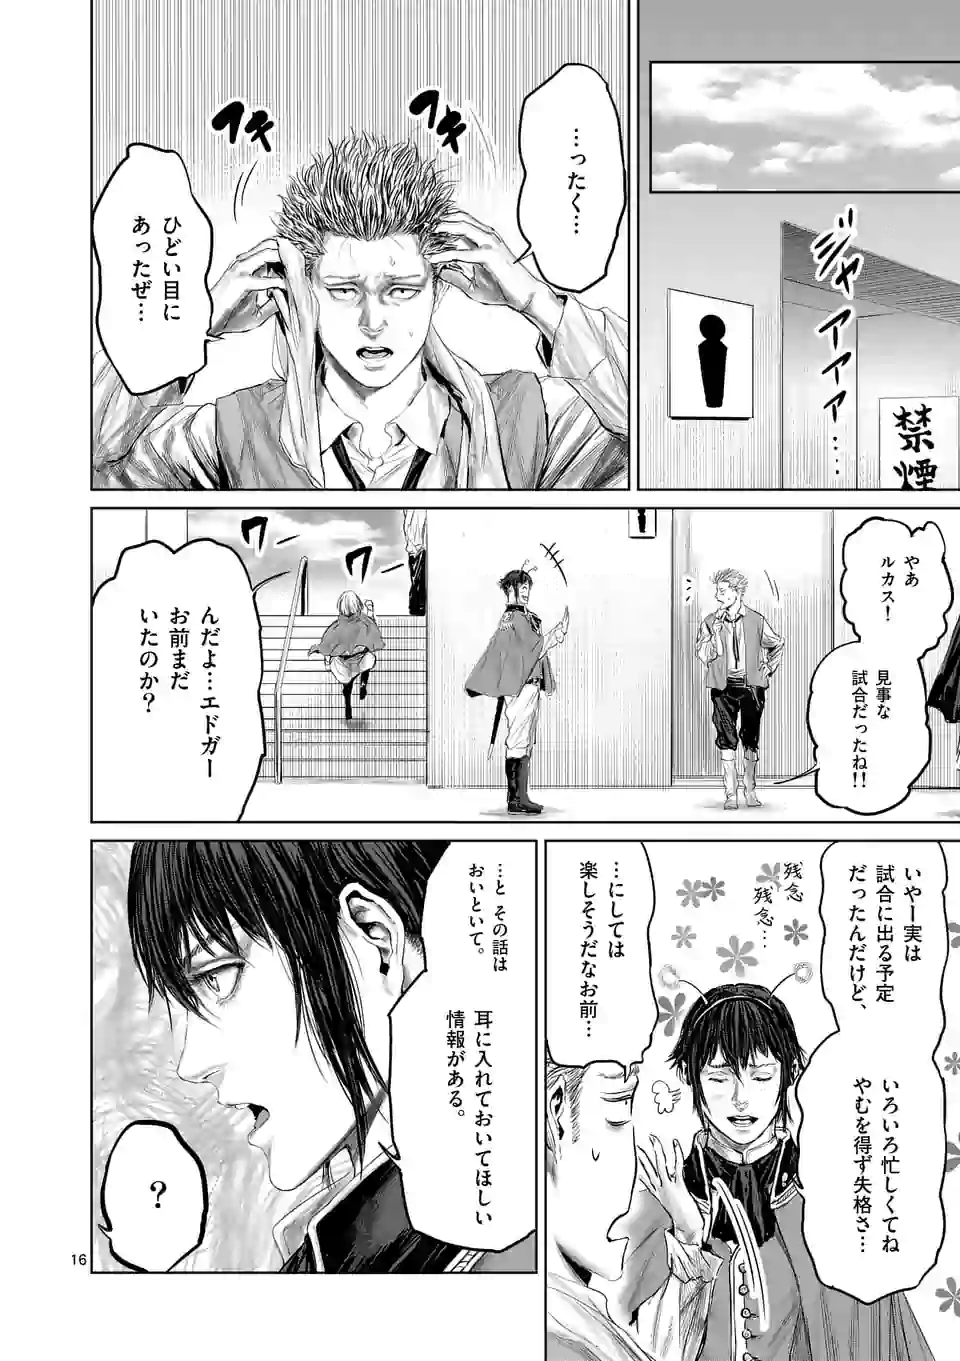 ジャアアアァ……
禁煙
…ったく…
フキ
フキ
ひどい目に
あったぜ…
やあ
ルカス!
見事な
試合だったね!!
んだよ…エドガー
お前まだ
いたのか?
ワー
ワー
いやー実は
試合に出る予定
だったんだけど、
いろいろ忙しくてね
やむを得ず失格さ…
残念
残念…
…にしては
楽しそうだなお前…
…と その話は
おいといて。
耳に入れておいてほしい
情報がある。
?
16